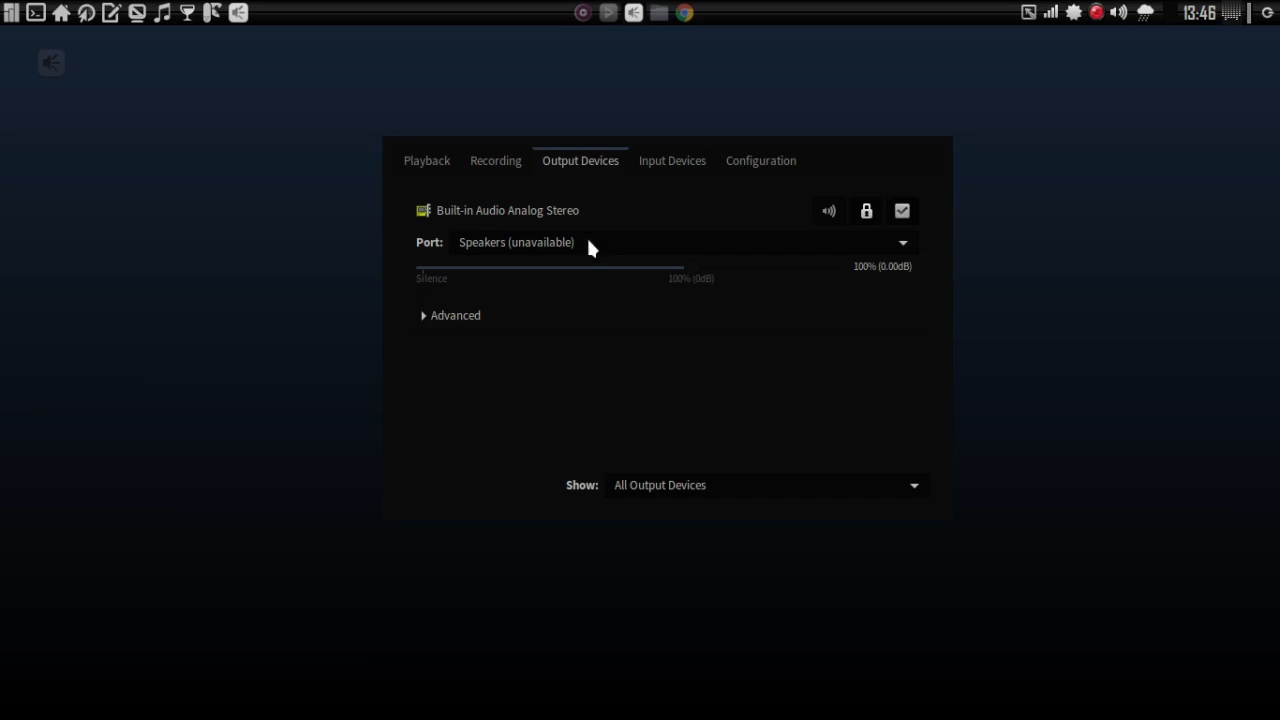 13:46
Playback Recording Output Devices Input Devices Configuration
Built-in Audio Analog Stereo
Port: Speakers (unavailable)
100% (0.00dB)
Silence 100% (0dB)
Advanced
Show: All Output Devices